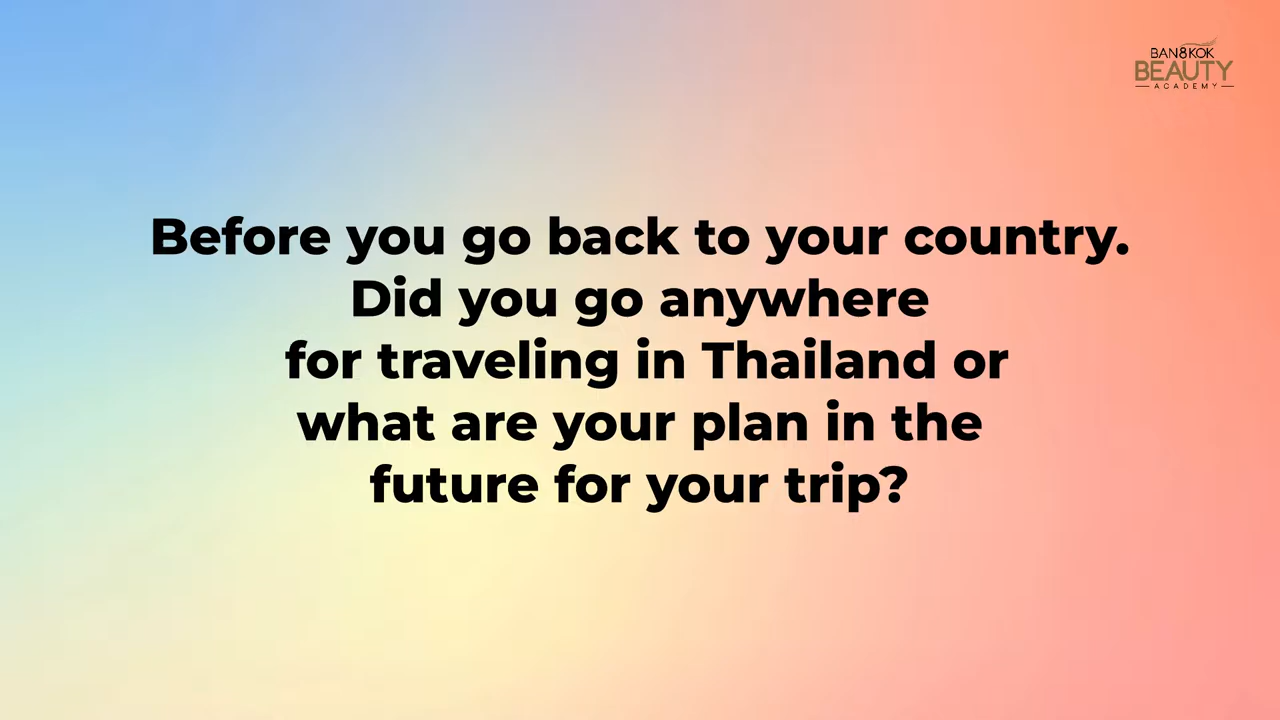 BAN8KOK
BEAUTY
ACADEMY
Before you go back to your country.
Did you go anywhere
for traveling in Thailand or
what are your plan in the
future for your trip?